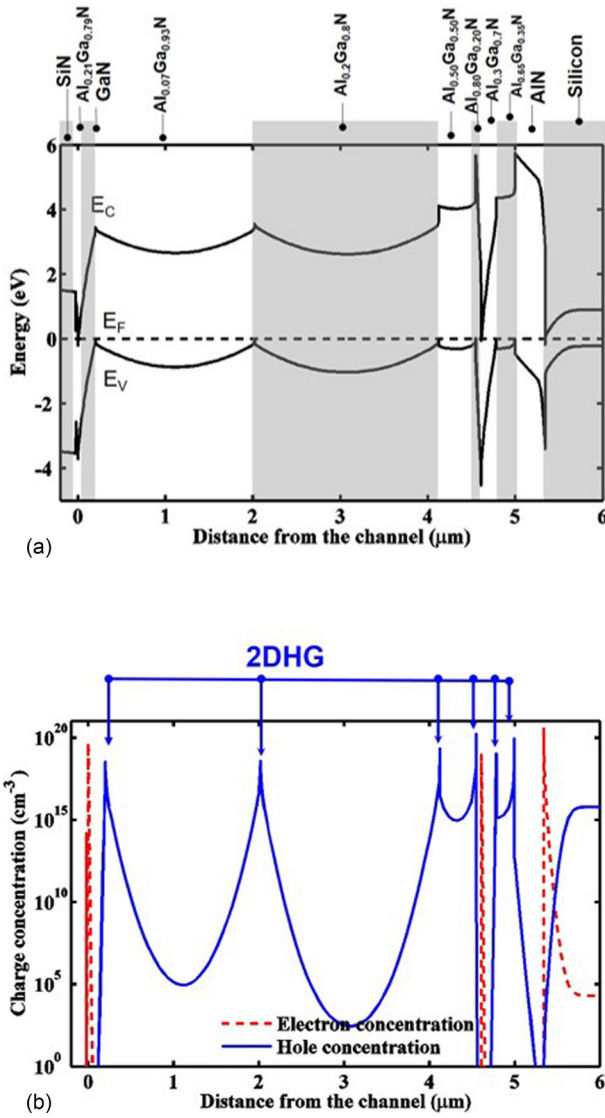 SiN
Al0.21Ga0.79N
GaN
Al0.07Ga0.93N
Al0.2Ga0.8N
Al0.50Ga0.50N
Al0.80Ga0.20N
Al0.3Ga0.7N
Al0.65Ga0.35N
AlN
Silicon
6
4
2
0
-2
-4
Energy (eV)
EC
EF
EV
0 1 2 3 4 5 6
Distance from the channel (μm)
(a)
2DHG
10^20
10^15
10^10
10^5
10^0
Charge concentration (cm^-3)
Electron concentration
Hole concentration
0 1 2 3 4 5 6
Distance from the channel (μm)
(b)